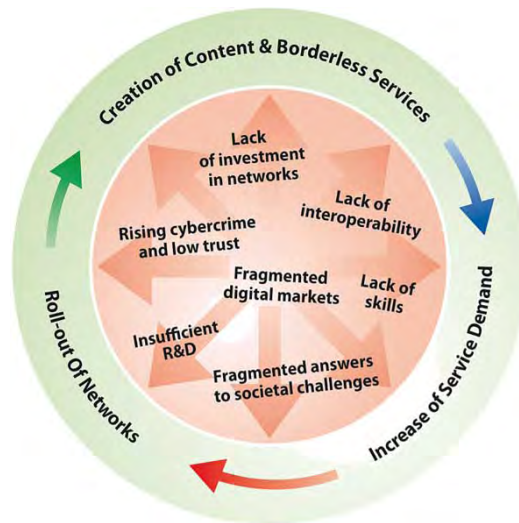 Creation of Content & Borderless Services
Lack
of investment
in networks
Lack of
interoperability
Rising cybercrime
and low trust
Fragmented
digital markets
Lack of
skills
Insufficient
R&D
Fragmented answers
to societal challenges
Increase of Service Demand
Roll-out Of Networks